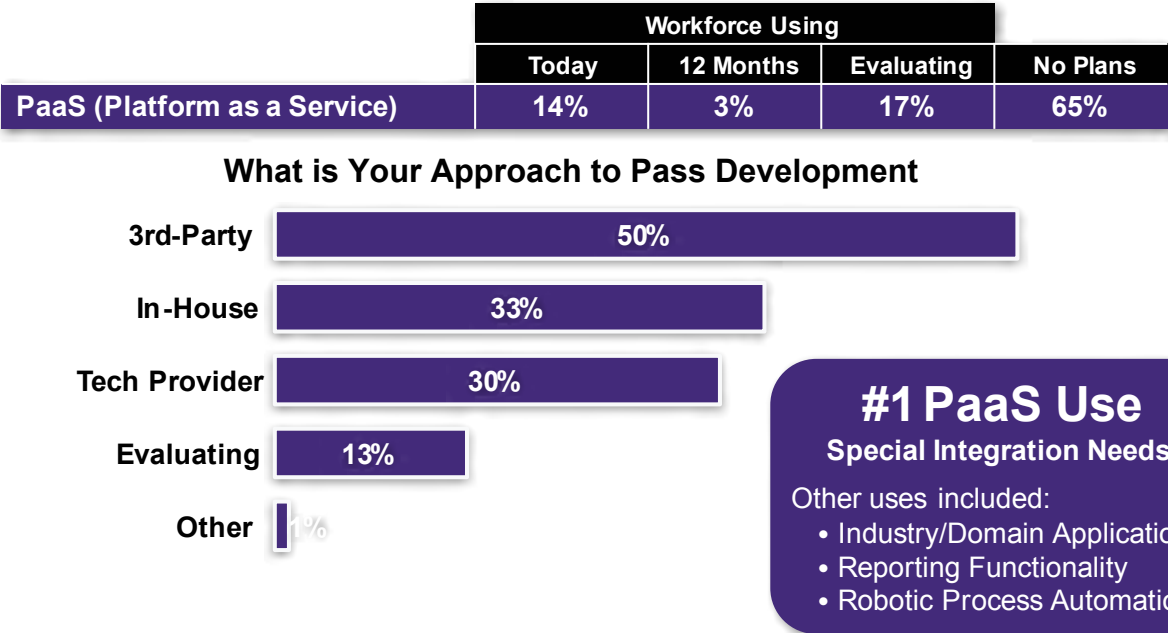 Workforce Using
Today 12 Months Evaluating No Plans
PaaS (Platform as a Service) 14% 3% 17% 65%
What is Your Approach to Pass Development
3rd-Party 50%
In-House 33%
Tech Provider 30%
Evaluating 13%
Other 1%
#1 PaaS Use
Special Integration Needs
Other uses included:
• Industry/Domain
• Reporting Functionality
• Robotic Process